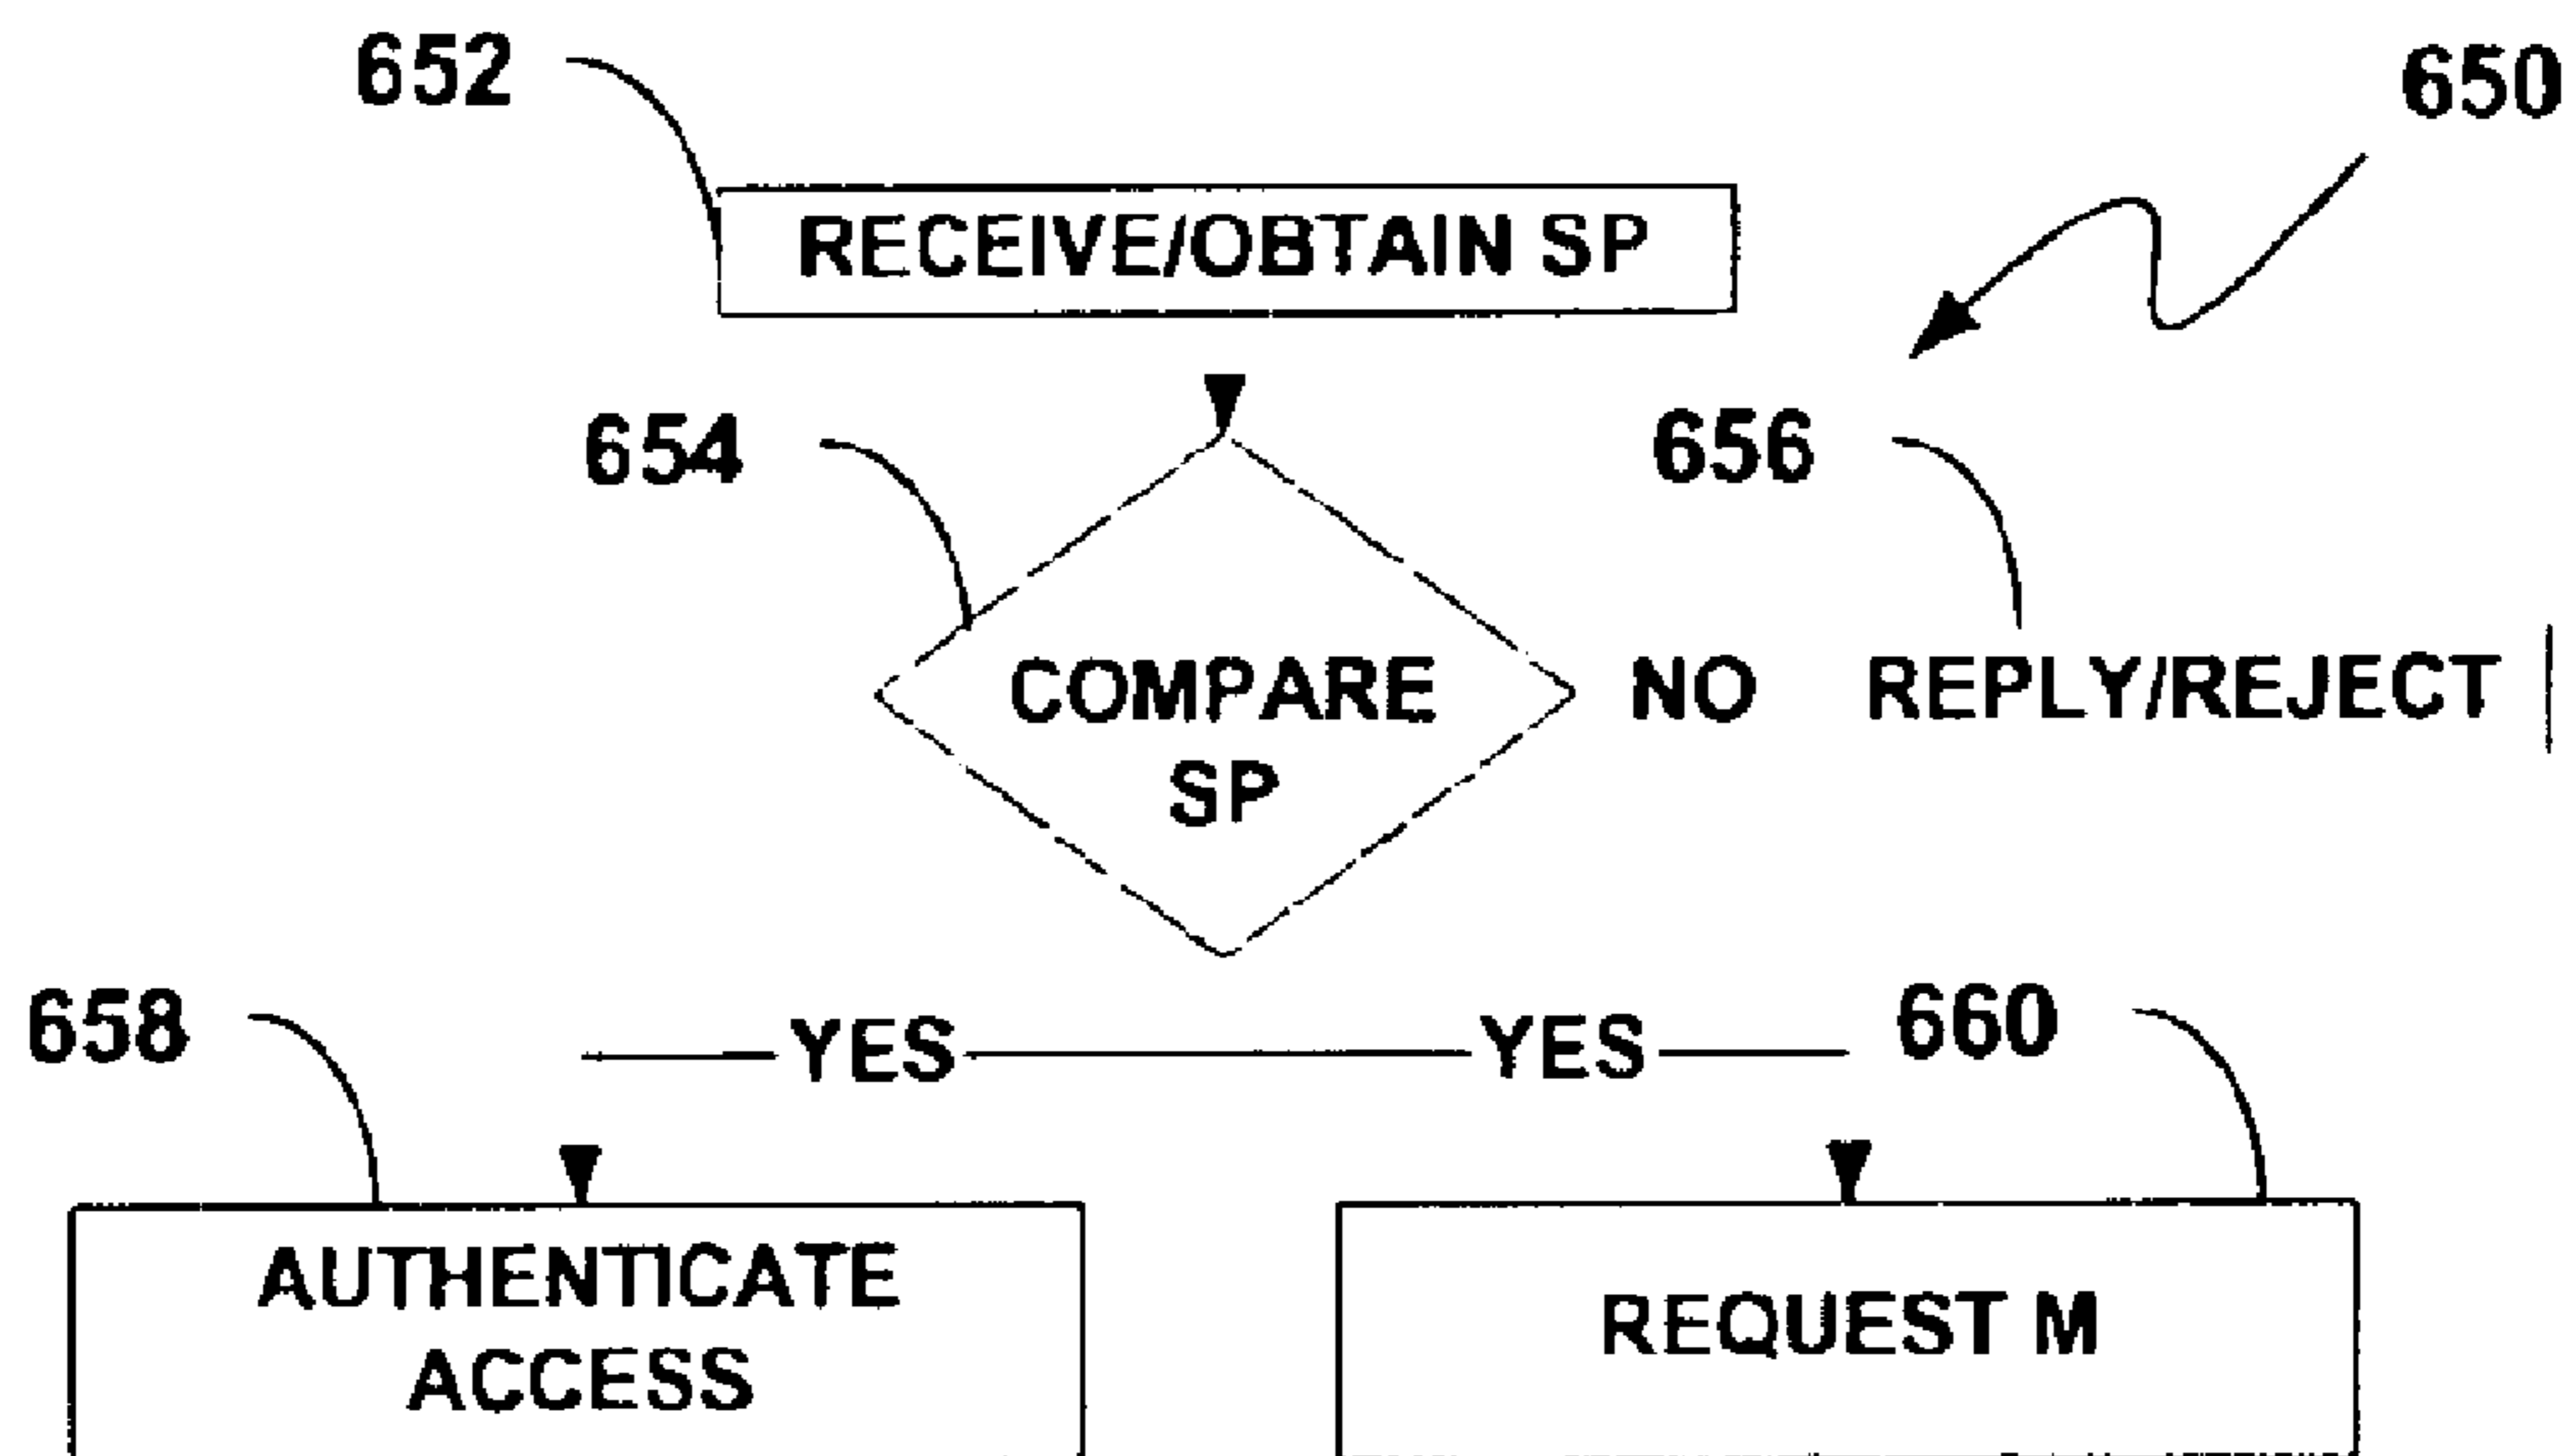 652
650
RECEIVE/OBTAIN SP
654
656
COMPARE
SP
NO
REPLY/REJECT
658
YES
YES
660
AUTHENTICATE
ACCESS
REQUEST M